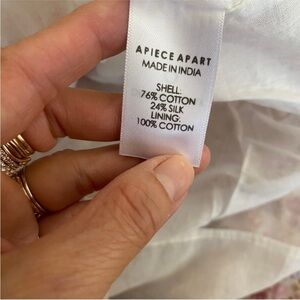 APIECE APART
MADE IN INDIA
SHELL:
76% COTTON
24% SILK
LINING:
100% COTTON